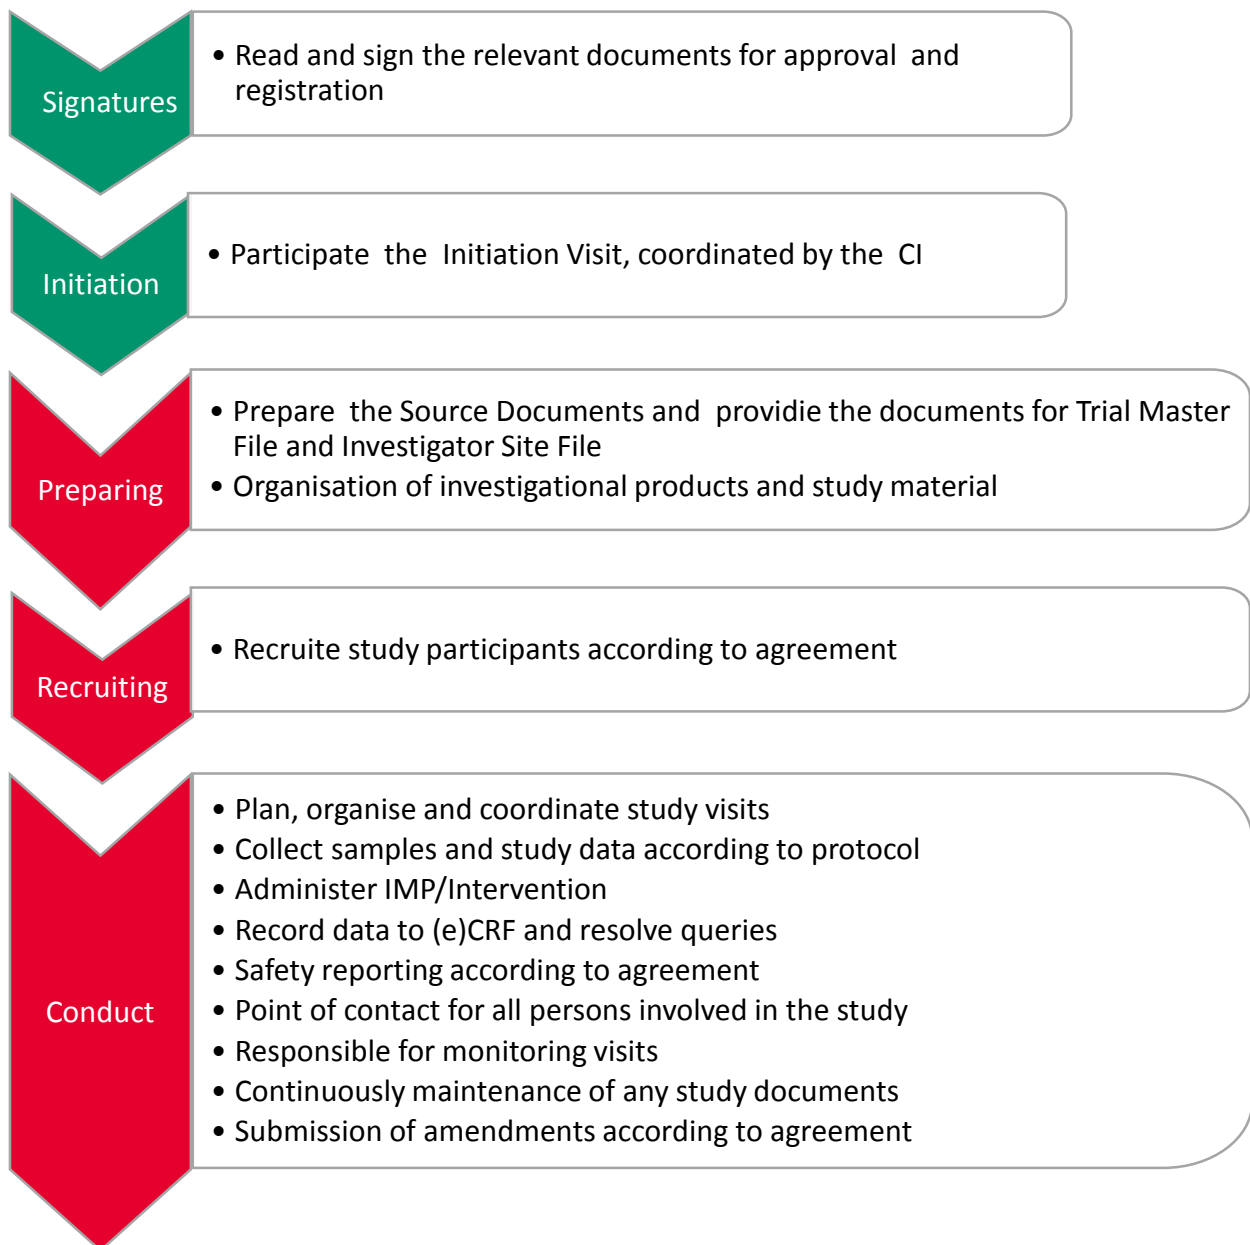 Signatures
• Read and sign the relevant documents for approval and
registration
Initiation
• Participate the Initiation Visit, coordinated by the CI
Preparing
• Prepare the Source Documents and providie the documents for Trial Master
File and Investigator Site File
• Organisation of investigational products and study material
Recruiting
• Recruite study participants according to agreement
Conduct
• Plan, organise and coordinate study visits
• Collect samples and study data according to protocol
• Administer IMP/Intervention
• Record data to (e)CRF and resolve queries
• Safety reporting according to agreement
• Point of contact for all persons involved in the study
• Responsible for monitoring visits
• Continuously maintenance of any study documents
• Submission of amendments according to agreement